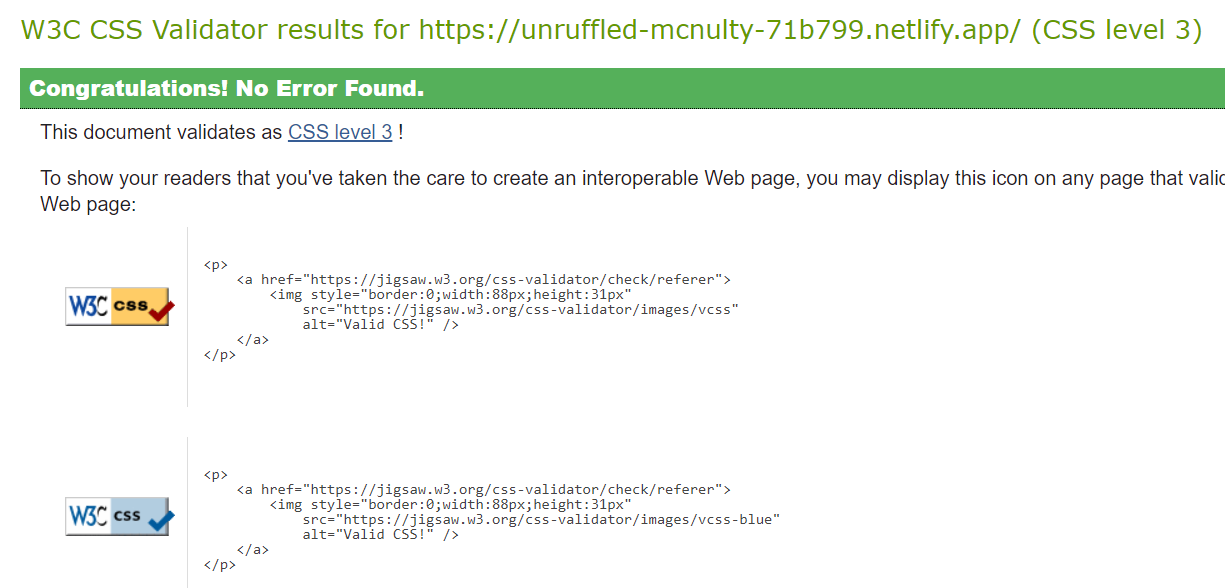 W3C CSS Validator results for https://unruffled-mcnulty-71b799.netlify.app/ (CSS level 3)
Congratulations! No Error Found.
This document validates as CSS level 3 !
To show your readers that you've taken the care to create an interoperable Web page, you may display this icon on any page that
Web page:
W3C css
<p>
    <a href="https://jigsaw.w3.org/css-validator/check/referer">
        <img style="border:0;width:88px;height:31px"
            src="https://jigsaw.w3.org/css-validator/images/vcss"
            alt="Valid CSS!" />
    </a>
</p>
W3C css
<p>
    <a href="https://jigsaw.w3.org/css-validator/check/referer">
        <img style="border:0;width:88px;height:31px"
            src="https://jigsaw.w3.org/css-validator/images/vcss-blue"
            alt="Valid CSS!" />
    </a>
</p>